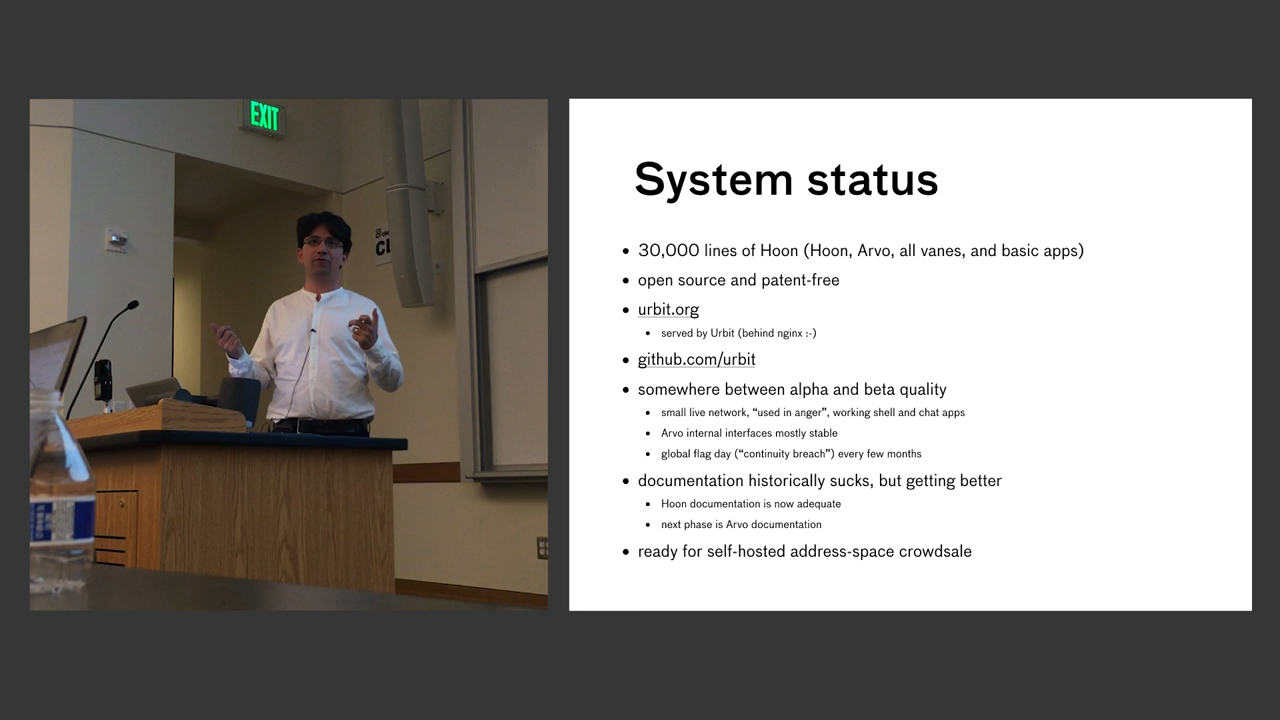 EXIT
CL
System status
• 30,000 lines of Hoon (Hoon, Arvo, all vanes, and basic apps)
• open source and patent-free
• urbit.org
• served by Urbit (behind nginx :-)
• github.com/urbit
• somewhere between alpha and beta quality
• small live network, “used in anger”, working shell and chat apps
• Arvo internal interfaces mostly stable
• global flag day (“continuity breach”) every few months
• documentation historically sucks, but getting better
• Hoon documentation is now adequate
• next phase is Arvo documentation
• ready for self-hosted address-space crowdsale